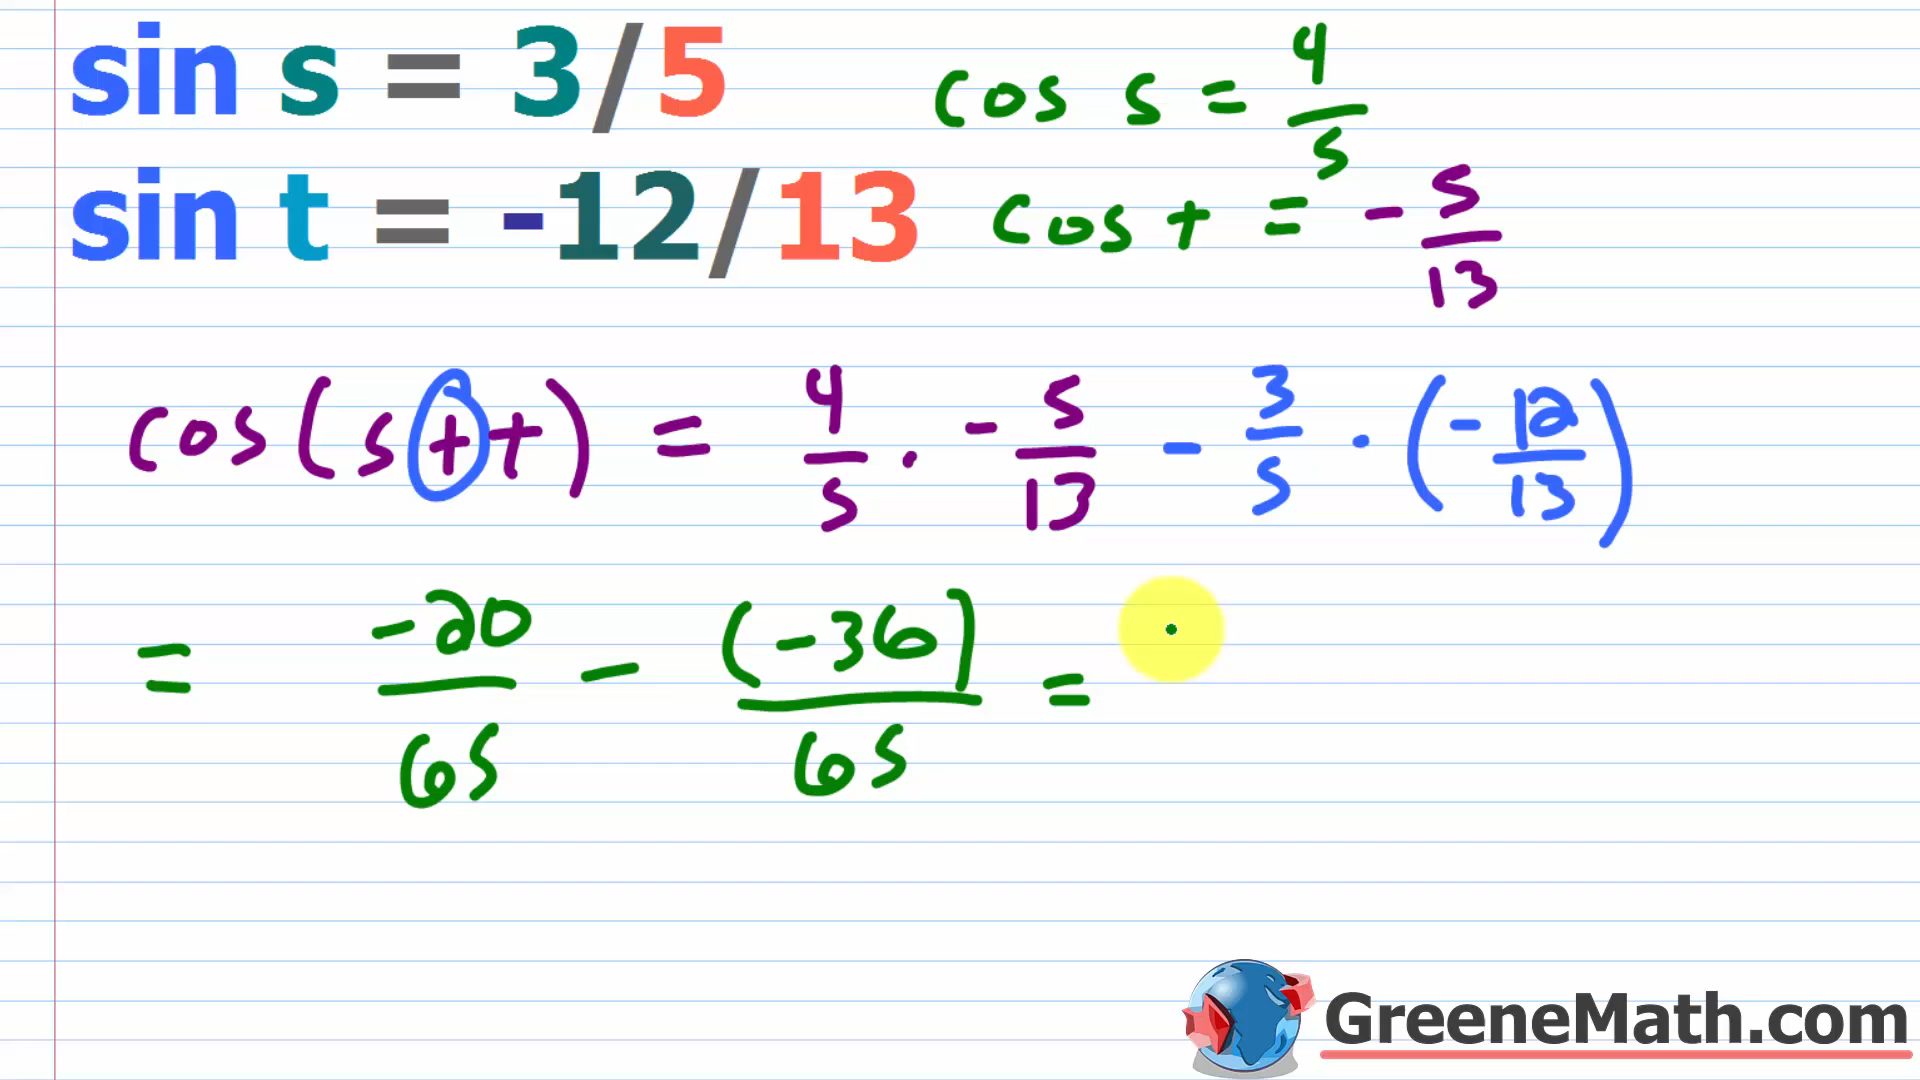 sin s = 3/5
cos s = 4/5
sin t = -12/13
cos t = -5/13
cos(s+t) = 4/5 · -5/13 - 3/5 · (-12/13)
= -20/65 - (-36)/65 =
GreeneMath.com